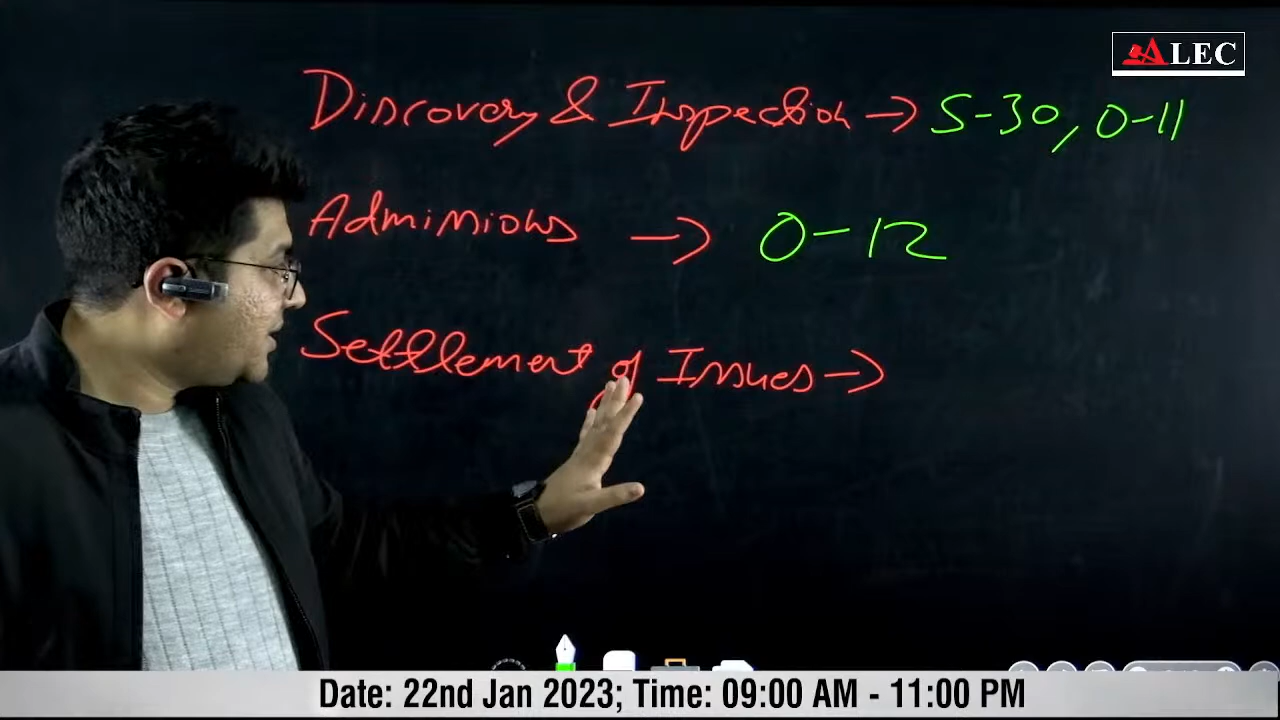 ALEC
Discovery & Inspection → S-30, O-11
Admissions → O-12
Settlement of Issues →
Date: 22nd Jan 2023; Time: 09:00 AM - 11:00 PM